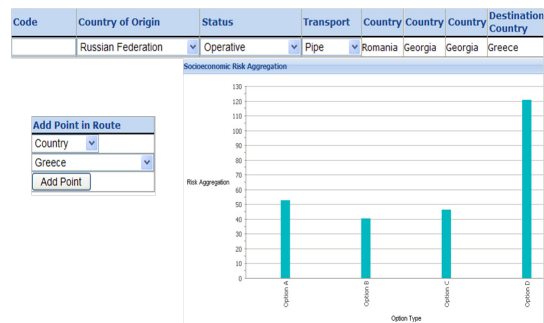 Code Country of Origin Status Transport Country Country Country Destination Country
Russian Federation Operative Pipe Romania Georgia Georgia Greece
Socioeconomic Risk Aggregation
Add Point in Route
Country
Greece
Add Point
130
120
110
100
90
80
70
60
50
40
30
20
10
0
Risk Aggregation
Option A
Option B
Option C
Option D
Option Type